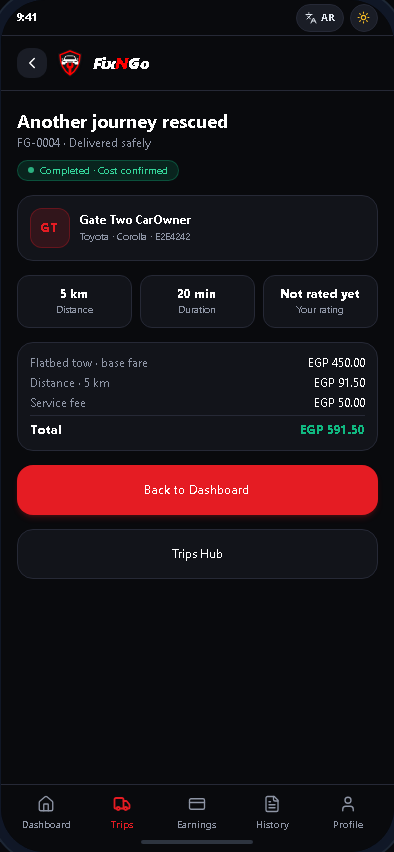 9:41
AR
FixNGo
Another journey rescued
FG-0004 · Delivered safely
Completed · Cost confirmed
GT
Gate Two CarOwner
Toyota · Corolla · E2E4242
5 km
Distance
20 min
Duration
Not rated yet
Your rating
Flatbed tow · base fare EGP 450.00
Distance · 5 km EGP 91.50
Service fee EGP 50.00
Total EGP 591.50
Back to Dashboard
Trips Hub
Dashboard Trips Earnings History Profile